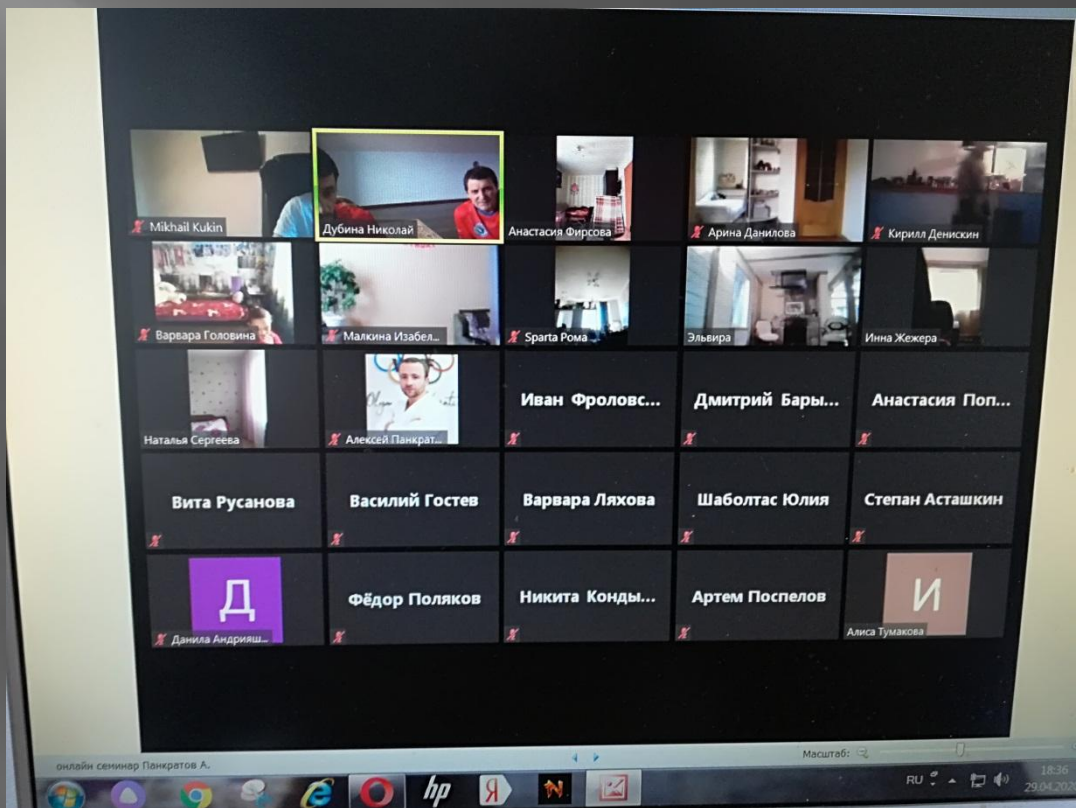 Mikhail Kukin
Дубина Николай
Анастасия Фирсова
Арина Данилова
Кирилл Денискин
Варвара Головина
Малкина Изабел...
Sparta Рома
Эльвира
Инна Жежера
Наталья Сергеева
Алексей Панкрат...
Иван Фроловс...
Дмитрий Бары...
Анастасия Поп...
Вита Русанова
Василий Гостев
Варвара Ляхова
Шаболтас Юлия
Степан Асташкин
Д
Данила Андрияш...
Фёдор Поляков
Никита Конды...
Артем Поспелов
И
Алиса Тумакова
онлайн семинар Панкратов А.
Масштаб:
hp
Я
N
RU
18:36